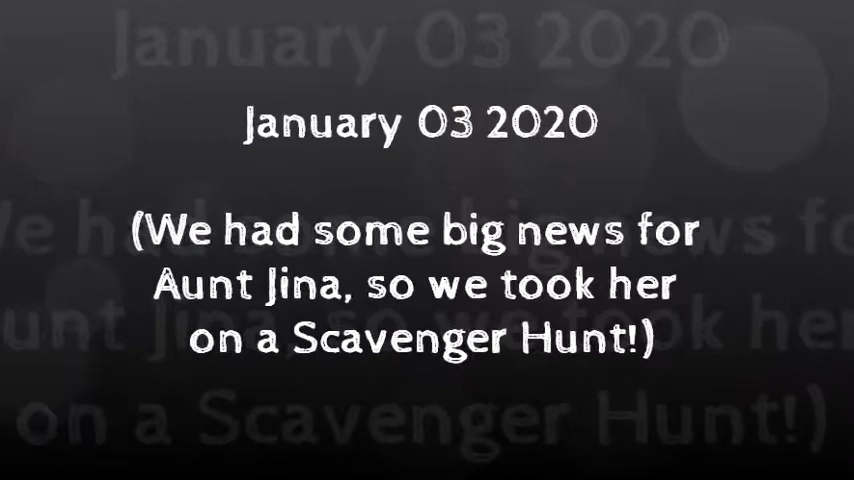 January 03 2020
(We had some big news for
Aunt Jina, so we took her
on a Scavenger Hunt!)